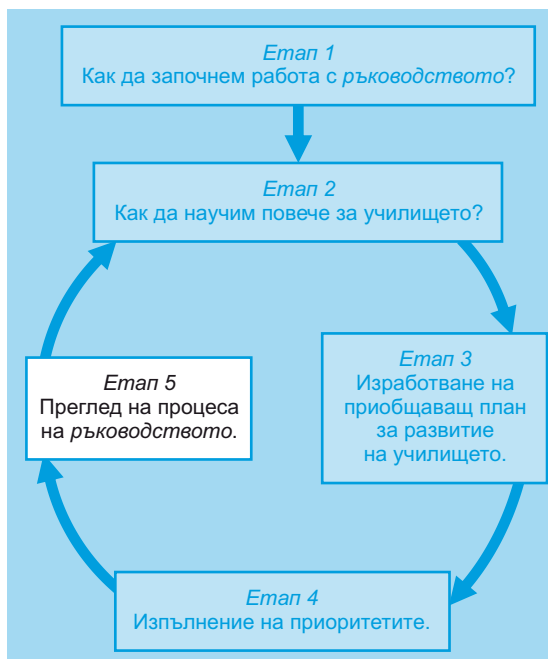 Етап 1
Как да започнем работа с ръководството?
Етап 2
Как да научим повече за училището?
Етап 3
Изработване на
приобщаващ план
за развитие
на училището.
Етап 4
Изпълнение на приоритетите.
Етап 5
Преглед на процеса
на ръководството.